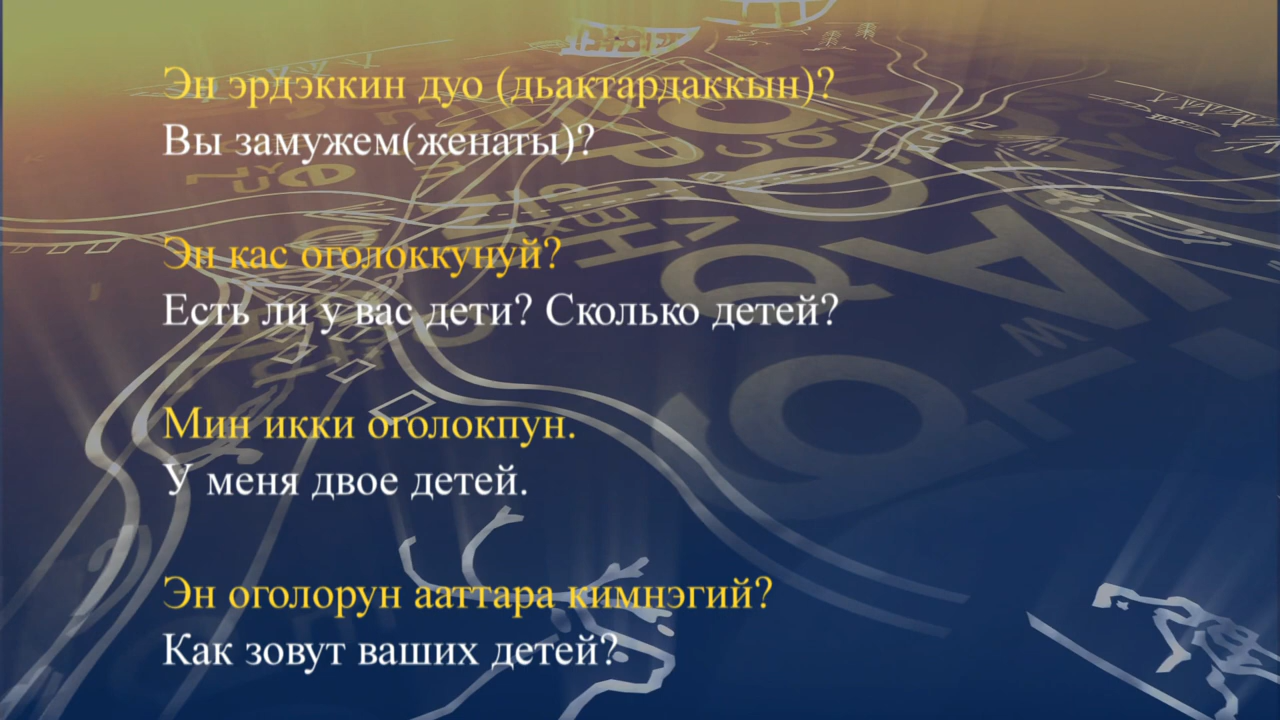 Эн эрдэккин дуо (дьактардаккын)?
Вы замужем(женаты)?
Эн кас оголоккунуй?
Есть ли у вас дети? Сколько детей?
Мин икки оголокпун.
У меня двое детей.
Эн оголорун ааттара кимнэгий?
Как зовут ваших детей?